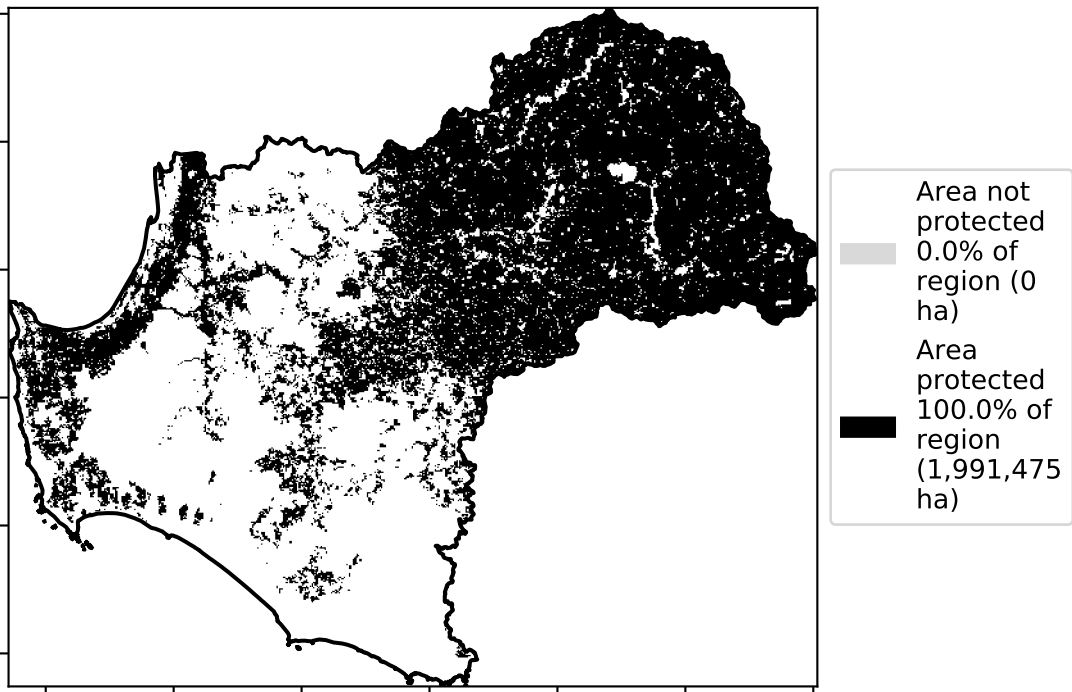 Area not
protected
0.0% of
region (0
ha)
Area
protected
100.0% of
region
(1,991,475
ha)